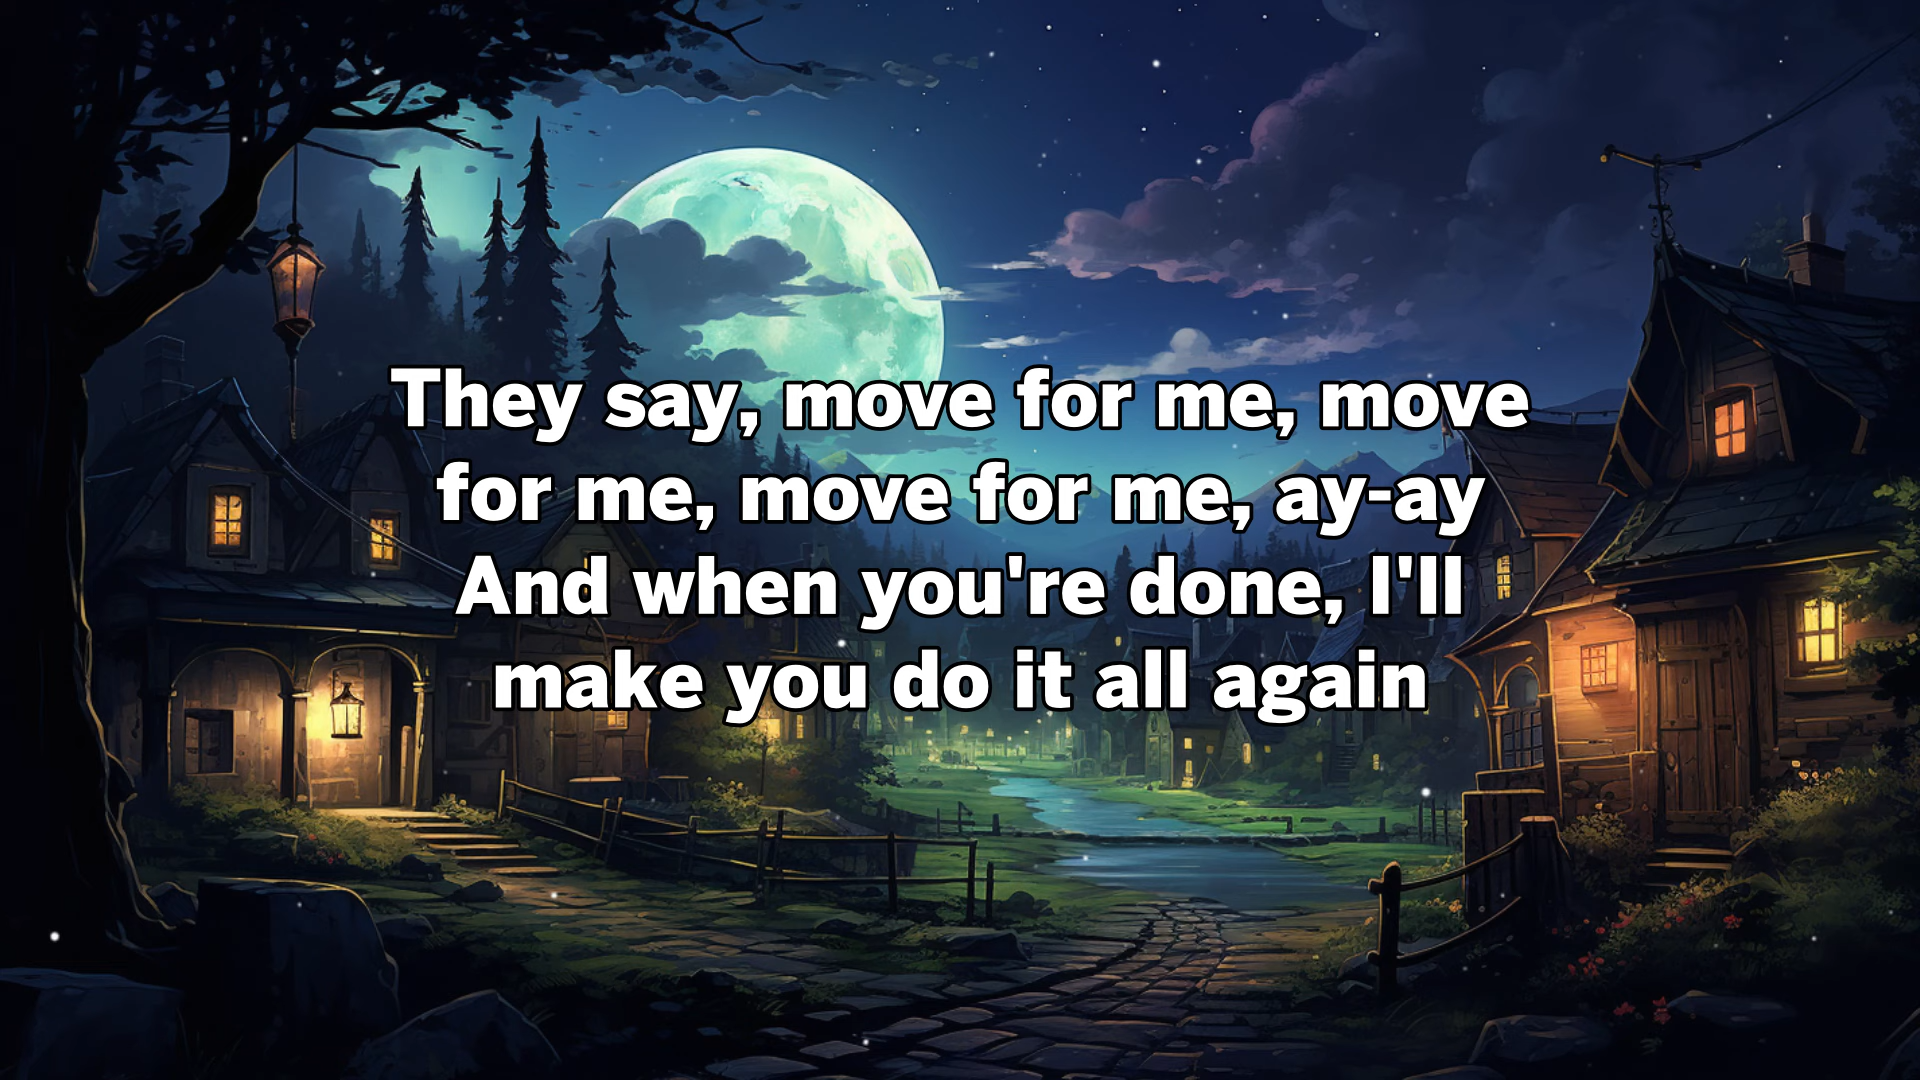 They say, move for me, move
for me, move for me, ay-ay
And when you're done, I'll
make you do it all again